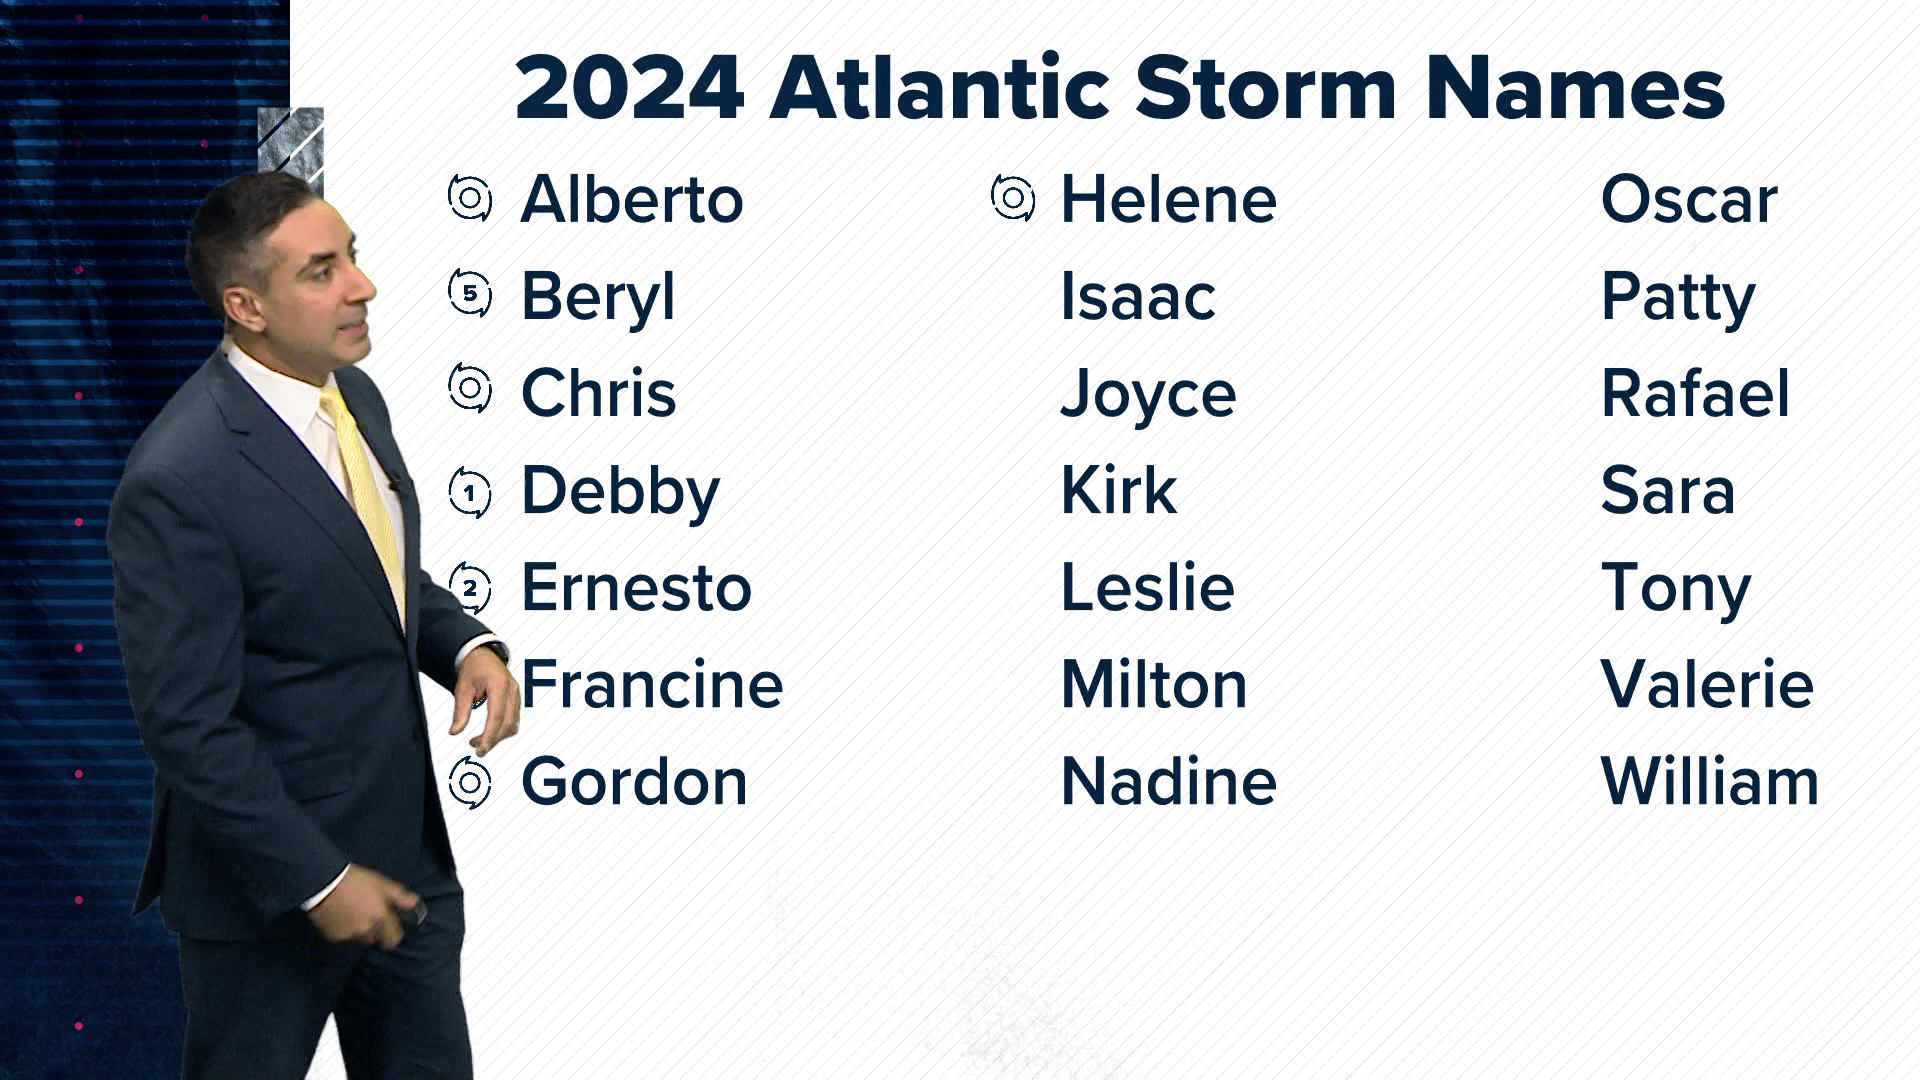 2024 Atlantic Storm Names
Alberto
5 Beryl
Chris
1 Debby
2 Ernesto
Francine
Gordon
Helene
Isaac
Joyce
Kirk
Leslie
Milton
Nadine
Oscar
Patty
Rafael
Sara
Tony
Valerie
William